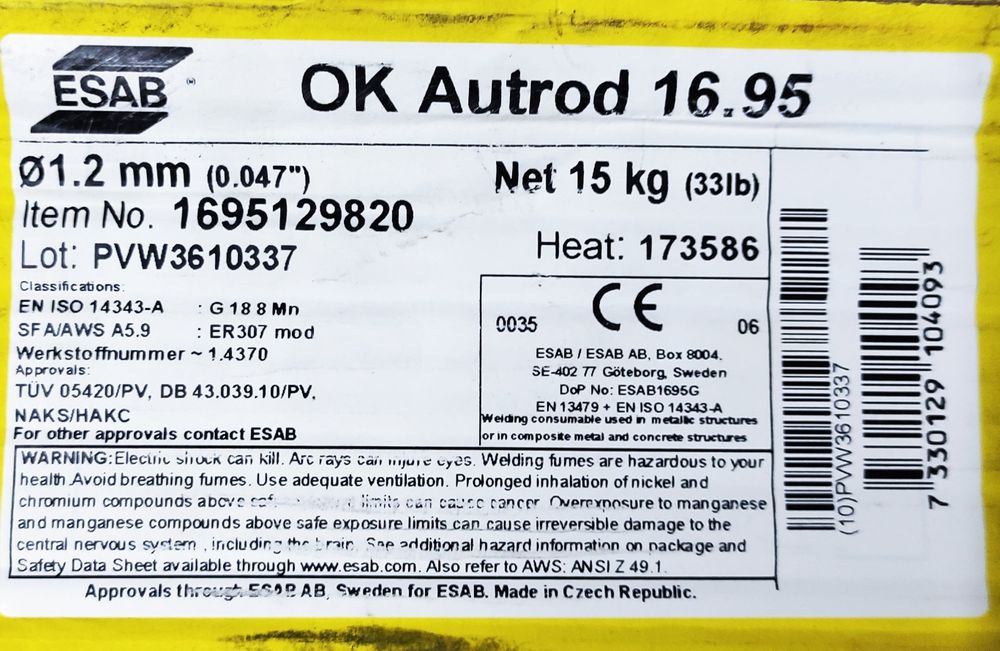 ESAB
OK Autrod 16.95
Ø1.2 mm (0.047")
Net 15 kg (33lb)
Item No. 1695129820
Lot: PVW3610337
Heat: 173586
Classifications:
EN ISO 14343-A : G 18 8 Mn
SFA/AWS A5.9 : ER307 mod
Werkstoffnummer ~ 1.4370
Approvals:
TÜV 05420/PV, DB 43.039.10/PV,
NAKS/HAKC
For other approvals contact ESAB
CE
0035
06
ESAB / ESAB AB, Box 8004,
SE-402 77 Göteborg, Sweden
DoP No: ESAB1695G
EN 13479 + EN ISO 14343-A
Welding consumable used in metallic structures
or in composite metal and concrete structures
WARNING:Electric shock can kill. Arc rays can injure eyes. Welding fumes are hazardous to your
health.Avoid breathing fumes. Use adequate ventilation. Prolonged inhalation of nickel and
chromium compounds above safe limits can cause cancer. Overexposure to manganese
and manganese compounds above safe exposure limits can cause irreversible damage to the
central nervous system , including the brain. See additional hazard information on package and
Safety Data Sheet available through www.esab.com. Also refer to AWS: ANSI Z 49.1.
Approvals through ESAB AB, Sweden for ESAB. Made in Czech Republic.
(10)PVW3610337
7 330129 104093